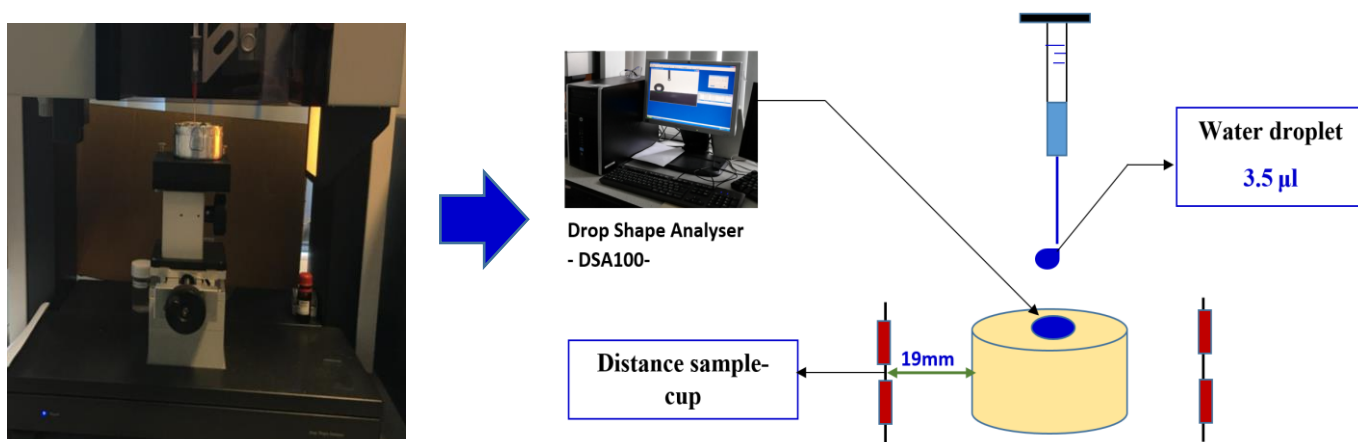 Drop Shape Analyser
- DSA100-
Water droplet
3.5 µl
19mm
Distance sample-
cup